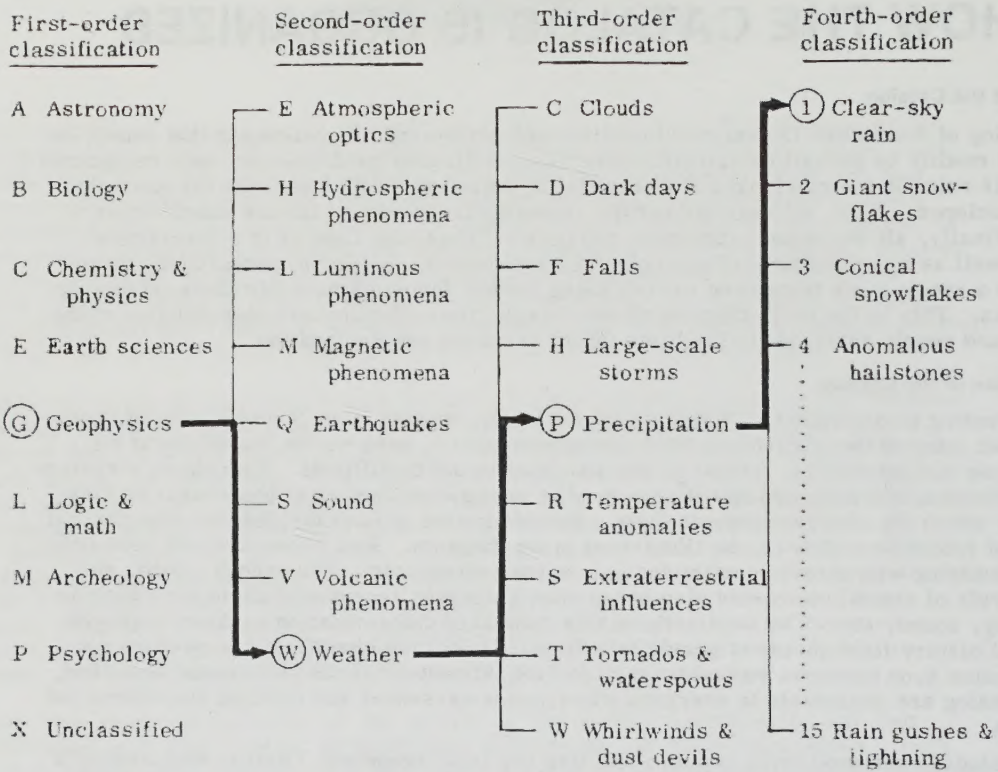 First-order
classification
A Astronomy
B Biology
C Chemistry &
physics
E Earth sciences
G Geophysics
L Logic &
math
M Archeology
P Psychology
X Unclassified
Second-order
classification
E Atmospheric
optics
H Hydrospheric
phenomena
L Luminous
phenomena
M Magnetic
phenomena
Q Earthquakes
S Sound
V Volcanic
phenomena
W Weather
Third-order
classification
C Clouds
D Dark days
F Falls
H Large-scale
storms
P Precipitation
R Temperature
anomalies
S Extraterrestrial
influences
T Tornados &
waterspouts
W Whirlwinds &
dust devils
Fourth-order
classification
1 Clear-sky
rain
2 Giant snow-
flakes
3 Conical
snowflakes
4 Anomalous
hailstones
15 Rain gushes &
lightning